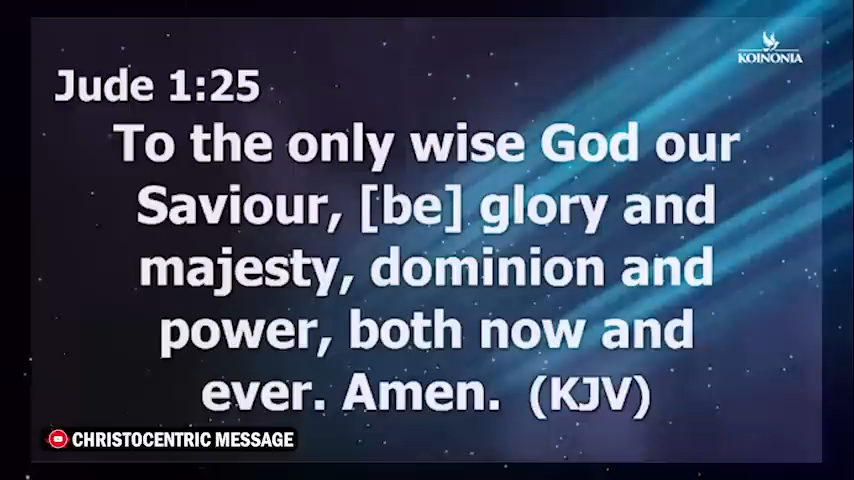 KOINONIA
Jude 1:25
To the only wise God our
Saviour, [be] glory and
majesty, dominion and
power, both now and
ever. Amen. (KJV)
CHRISTOCENTRIC MESSAGE